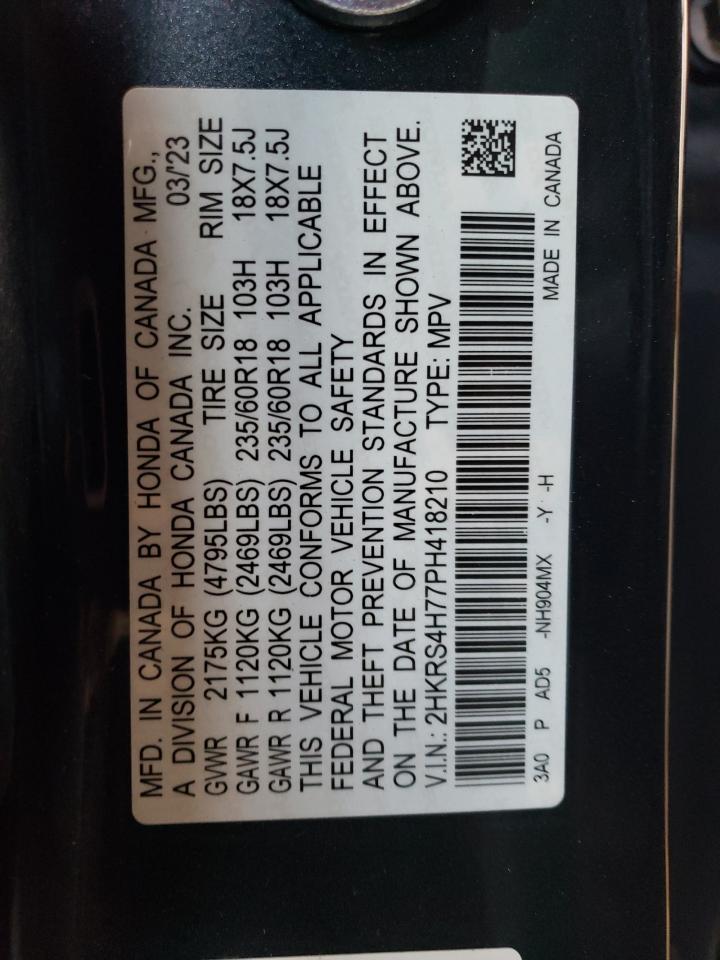 MFD. IN CANADA BY HONDA OF CANADA MFG.,
A DIVISION OF HONDA CANADA INC. 03/'23
GVWR 2175KG (4795LBS) TIRE SIZE RIM SIZE
GAWR F 1120KG (2469LBS) 235/60R18 103H 18X7.5J
GAWR R 1120KG (2469LBS) 235/60R18 103H 18X7.5J
THIS VEHICLE CONFORMS TO ALL APPLICABLE
FEDERAL MOTOR VEHICLE SAFETY
AND THEFT PREVENTION STANDARDS IN EFFECT
ON THE DATE OF MANUFACTURE SHOWN ABOVE.
V.I.N.: 2HKRS4H77PH418210 TYPE: MPV
3A0 P AD5 -NH904MX -Y -H MADE IN CANADA